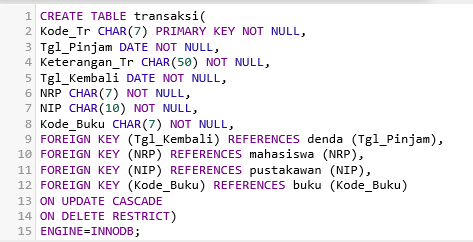 1 CREATE TABLE transaksi(
2 Kode_Tr CHAR(7) PRIMARY KEY NOT NULL,
3 Tgl_Pinjam DATE NOT NULL,
4 Keterangan_Tr CHAR(50) NOT NULL,
5 Tgl_Kembali DATE NOT NULL,
6 NRP CHAR(7) NOT NULL,
7 NIP CHAR(10) NOT NULL,
8 Kode_Buku CHAR(7) NOT NULL,
9 FOREIGN KEY (Tgl_Kembali) REFERENCES denda (Tgl_Pinjam),
10 FOREIGN KEY (NRP) REFERENCES mahasiswa (NRP),
11 FOREIGN KEY (NIP) REFERENCES pustakawan (NIP),
12 FOREIGN KEY (Kode_Buku) REFERENCES buku (Kode_Buku)
13 ON UPDATE CASCADE
14 ON DELETE RESTRICT)
15 ENGINE=INNODB;